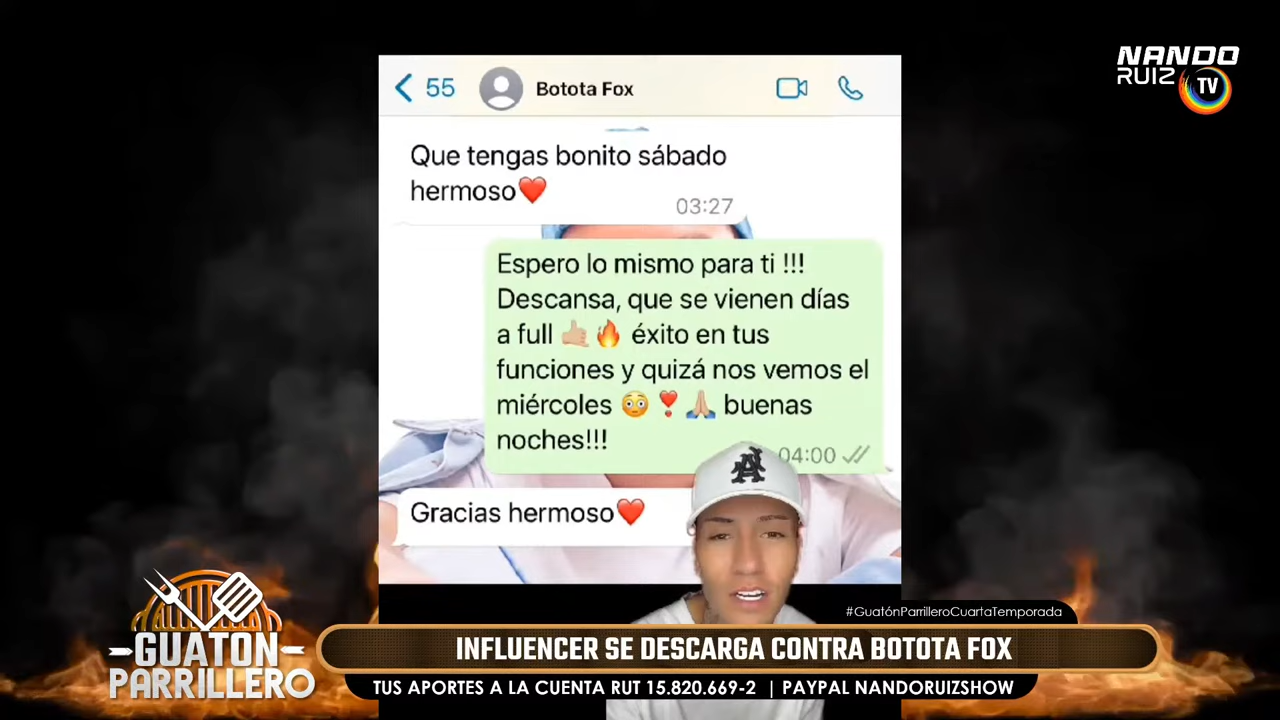 NANDO
RUIZ TV
55 Botota Fox
Que tengas bonito sábado
hermoso❤️
03:27
Espero lo mismo para ti !!!
Descansa, que se vienen días
a full 🤙🏼🔥 éxito en tus
funciones y quizá nos vemos el
miércoles 😳❣️🙏🏼 buenas
noches!!!
04:00
Gracias hermoso❤️
#GuatónParrilleroCuartaTemporada
GUATON
PARRILLERO
INFLUENCER SE DESCARGA CONTRA BOTOTA FOX
TUS APORTES A LA CUENTA RUT 15.820.669-2 | PAYPAL NANDORUIZSHOW